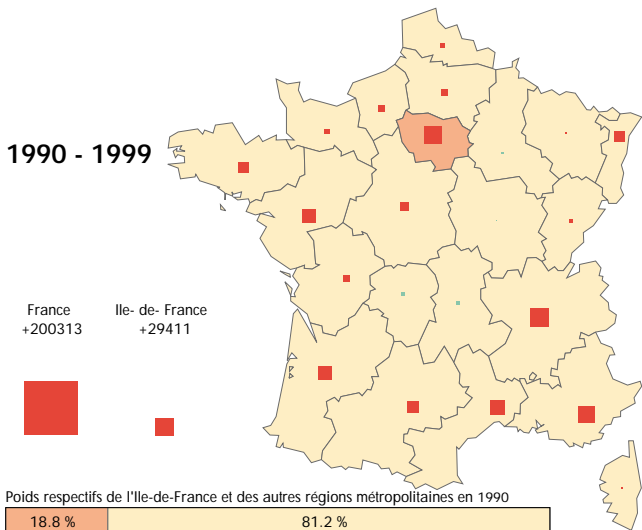 1990 - 1999
France
+200313
Ile- de- France
+29411
Poids respectifs de l'Ile-de-France et des autres régions métropolitaines en 1990
18.8 %
81.2 %